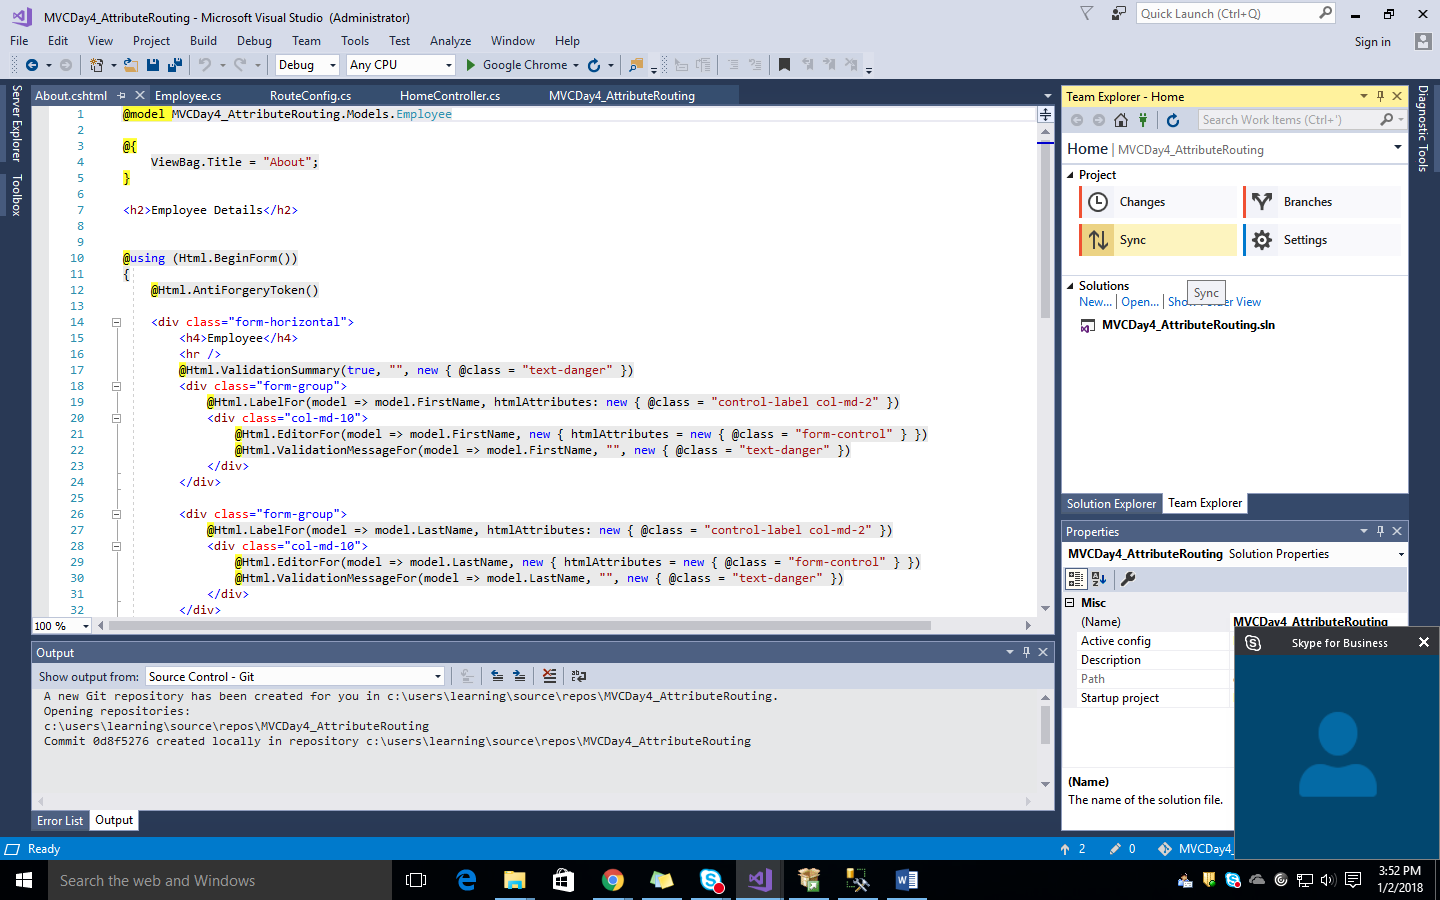 MVCDay4_AttributeRouting - Microsoft Visual Studio  (Administrator)
Quick Launch (Ctrl+Q)
File Edit View Project Build Debug Team Tools Test Analyze Window Help
Sign in
Debug Any CPU Google Chrome
Server Explorer
Toolbox
About.cshtml Employee.cs RouteConfig.cs HomeController.cs MVCDay4_AttributeRouting
1 @model MVCDay4_AttributeRouting.Models.Employee
2
3 @{
4 ViewBag.Title = "About";
5 }
6
7 <h2>Employee Details</h2>
8
9
10 @using (Html.BeginForm())
11 {
12 @Html.AntiForgeryToken()
13
14 <div class="form-horizontal">
15 <h4>Employee</h4>
16 <hr />
17 @Html.ValidationSummary(true, "", new { @class = "text-danger" })
18 <div class="form-group">
19 @Html.LabelFor(model => model.FirstName, htmlAttributes: new { @class = "control-label col-md-2" })
20 <div class="col-md-10">
21 @Html.EditorFor(model => model.FirstName, new { htmlAttributes = new { @class = "form-control" } })
22 @Html.ValidationMessageFor(model => model.FirstName, "", new { @class = "text-danger" })
23 </div>
24 </div>
25
26 <div class="form-group">
27 @Html.LabelFor(model => model.LastName, htmlAttributes: new { @class = "control-label col-md-2" })
28 <div class="col-md-10">
29 @Html.EditorFor(model => model.LastName, new { htmlAttributes = new { @class = "form-control" } })
30 @Html.ValidationMessageFor(model => model.LastName, "", new { @class = "text-danger" })
31 </div>
32 </div>
100 %
Output
Show output from: Source Control - Git
A new Git repository has been created for you in c:\users\learning\source\repos\MVCDay4_AttributeRouting.
Opening repositories:
c:\users\learning\source\repos\MVCDay4_AttributeRouting
Commit 0d8f5276 created locally in repository c:\users\learning\source\repos\MVCDay4_AttributeRouting
Error List Output
Team Explorer - Home
Search Work Items (Ctrl+')
Home | MVCDay4_AttributeRouting
Project
Changes Branches
Sync Settings
Solutions
New... Open... Show Folder View
Sync
MVCDay4_AttributeRouting.sln
Solution Explorer Team Explorer
Diagnostic Tools
Properties
MVCDay4_AttributeRouting Solution Properties
Misc
(Name) MVCDay4_AttributeRouting
Active config
Description
Path
Startup project
(Name)
The name of the solution file.
Skype for Business
Ready 2 0 MVCDay4_
Search the web and Windows
3:52 PM
1/2/2018